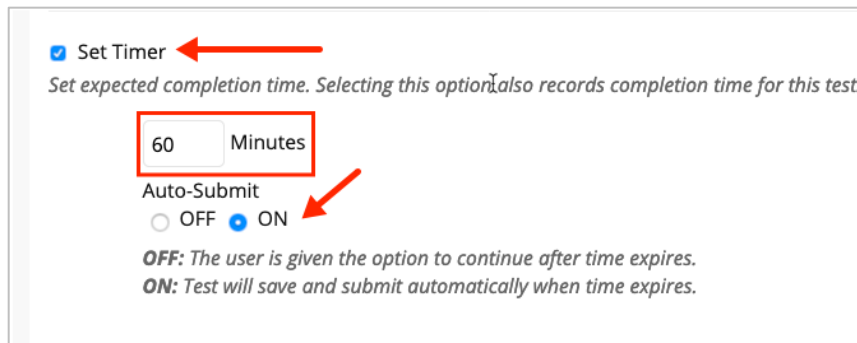 Set Timer
Set expected completion time. Selecting this option also records completion time for this test.
60 Minutes
Auto-Submit
OFF ON
OFF: The user is given the option to continue after time expires.
ON: Test will save and submit automatically when time expires.